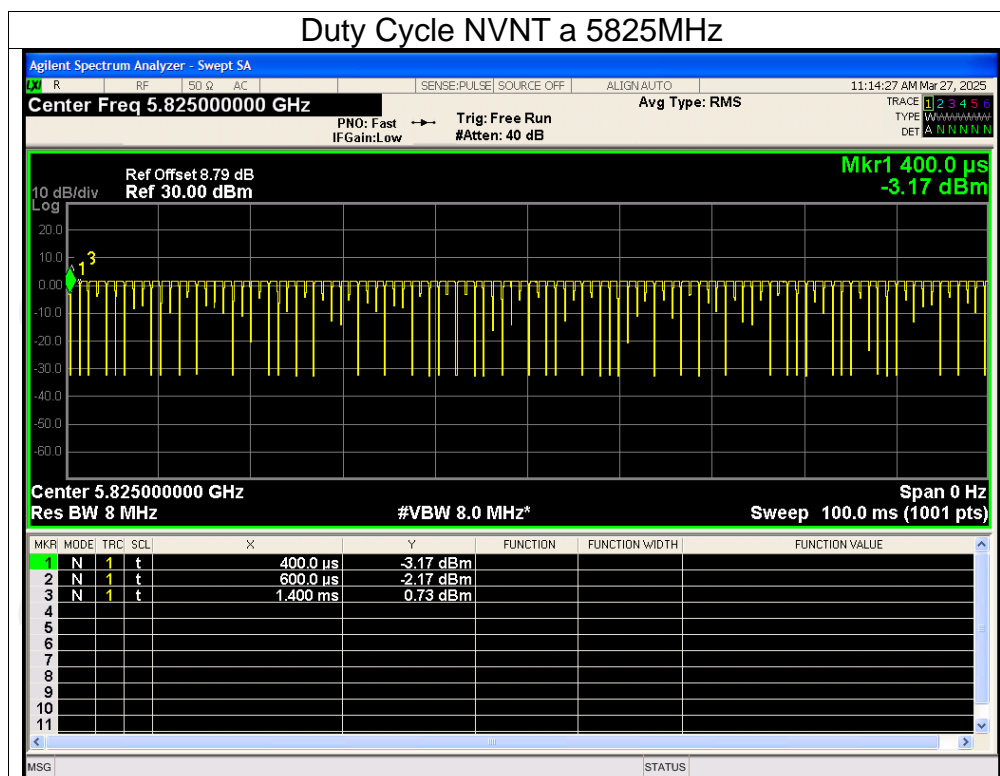 Duty Cycle NVNT a 5825MHz
Agilent Spectrum Analyzer - Swept SA
LXI R RF 50 Ω AC SENSE:PULSE SOURCE OFF ALIGN AUTO 11:14:27 AM Mar 27, 2025
Center Freq 5.825000000 GHz Avg Type: RMS TRACE 1 2 3 4 5 6
PNO: Fast Trig: Free Run TYPE
IFGain:Low #Atten: 40 dB DET A N N N N N
Mkr1 400.0 µs
Ref Offset 8.79 dB -3.17 dBm
10 dB/div Ref 30.00 dBm
Log
20.0
10.0
1 3
0.00
-10.0
-20.0
-30.0
-40.0
-50.0
-60.0
Center 5.825000000 GHz Span 0 Hz
Res BW 8 MHz #VBW 8.0 MHz* Sweep 100.0 ms (1001 pts)
MKR MODE TRC SCL X Y FUNCTION FUNCTION WIDTH FUNCTION VALUE
1 N 1 t 400.0 µs -3.17 dBm
2 N 1 t 600.0 µs -2.17 dBm
3 N 1 t 1.400 ms 0.73 dBm
4
5
6
7
8
9
10
11
MSG STATUS